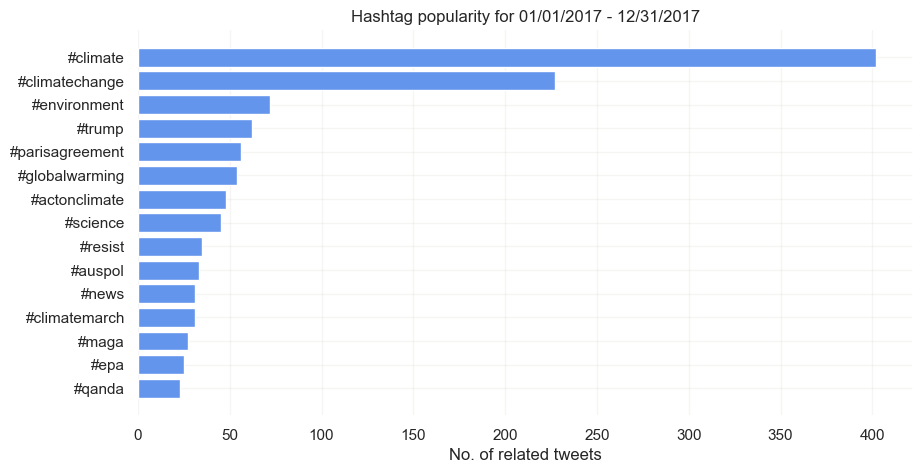 Hashtag popularity for 01/01/2017 - 12/31/2017
#climate
#climatechange
#environment
#trump
#parisagreement
#globalwarming
#actonclimate
#science
#resist
#auspol
#news
#climatemarch
#maga
#epa
#qanda
0 50 100 150 200 250 300 350 400
No. of related tweets